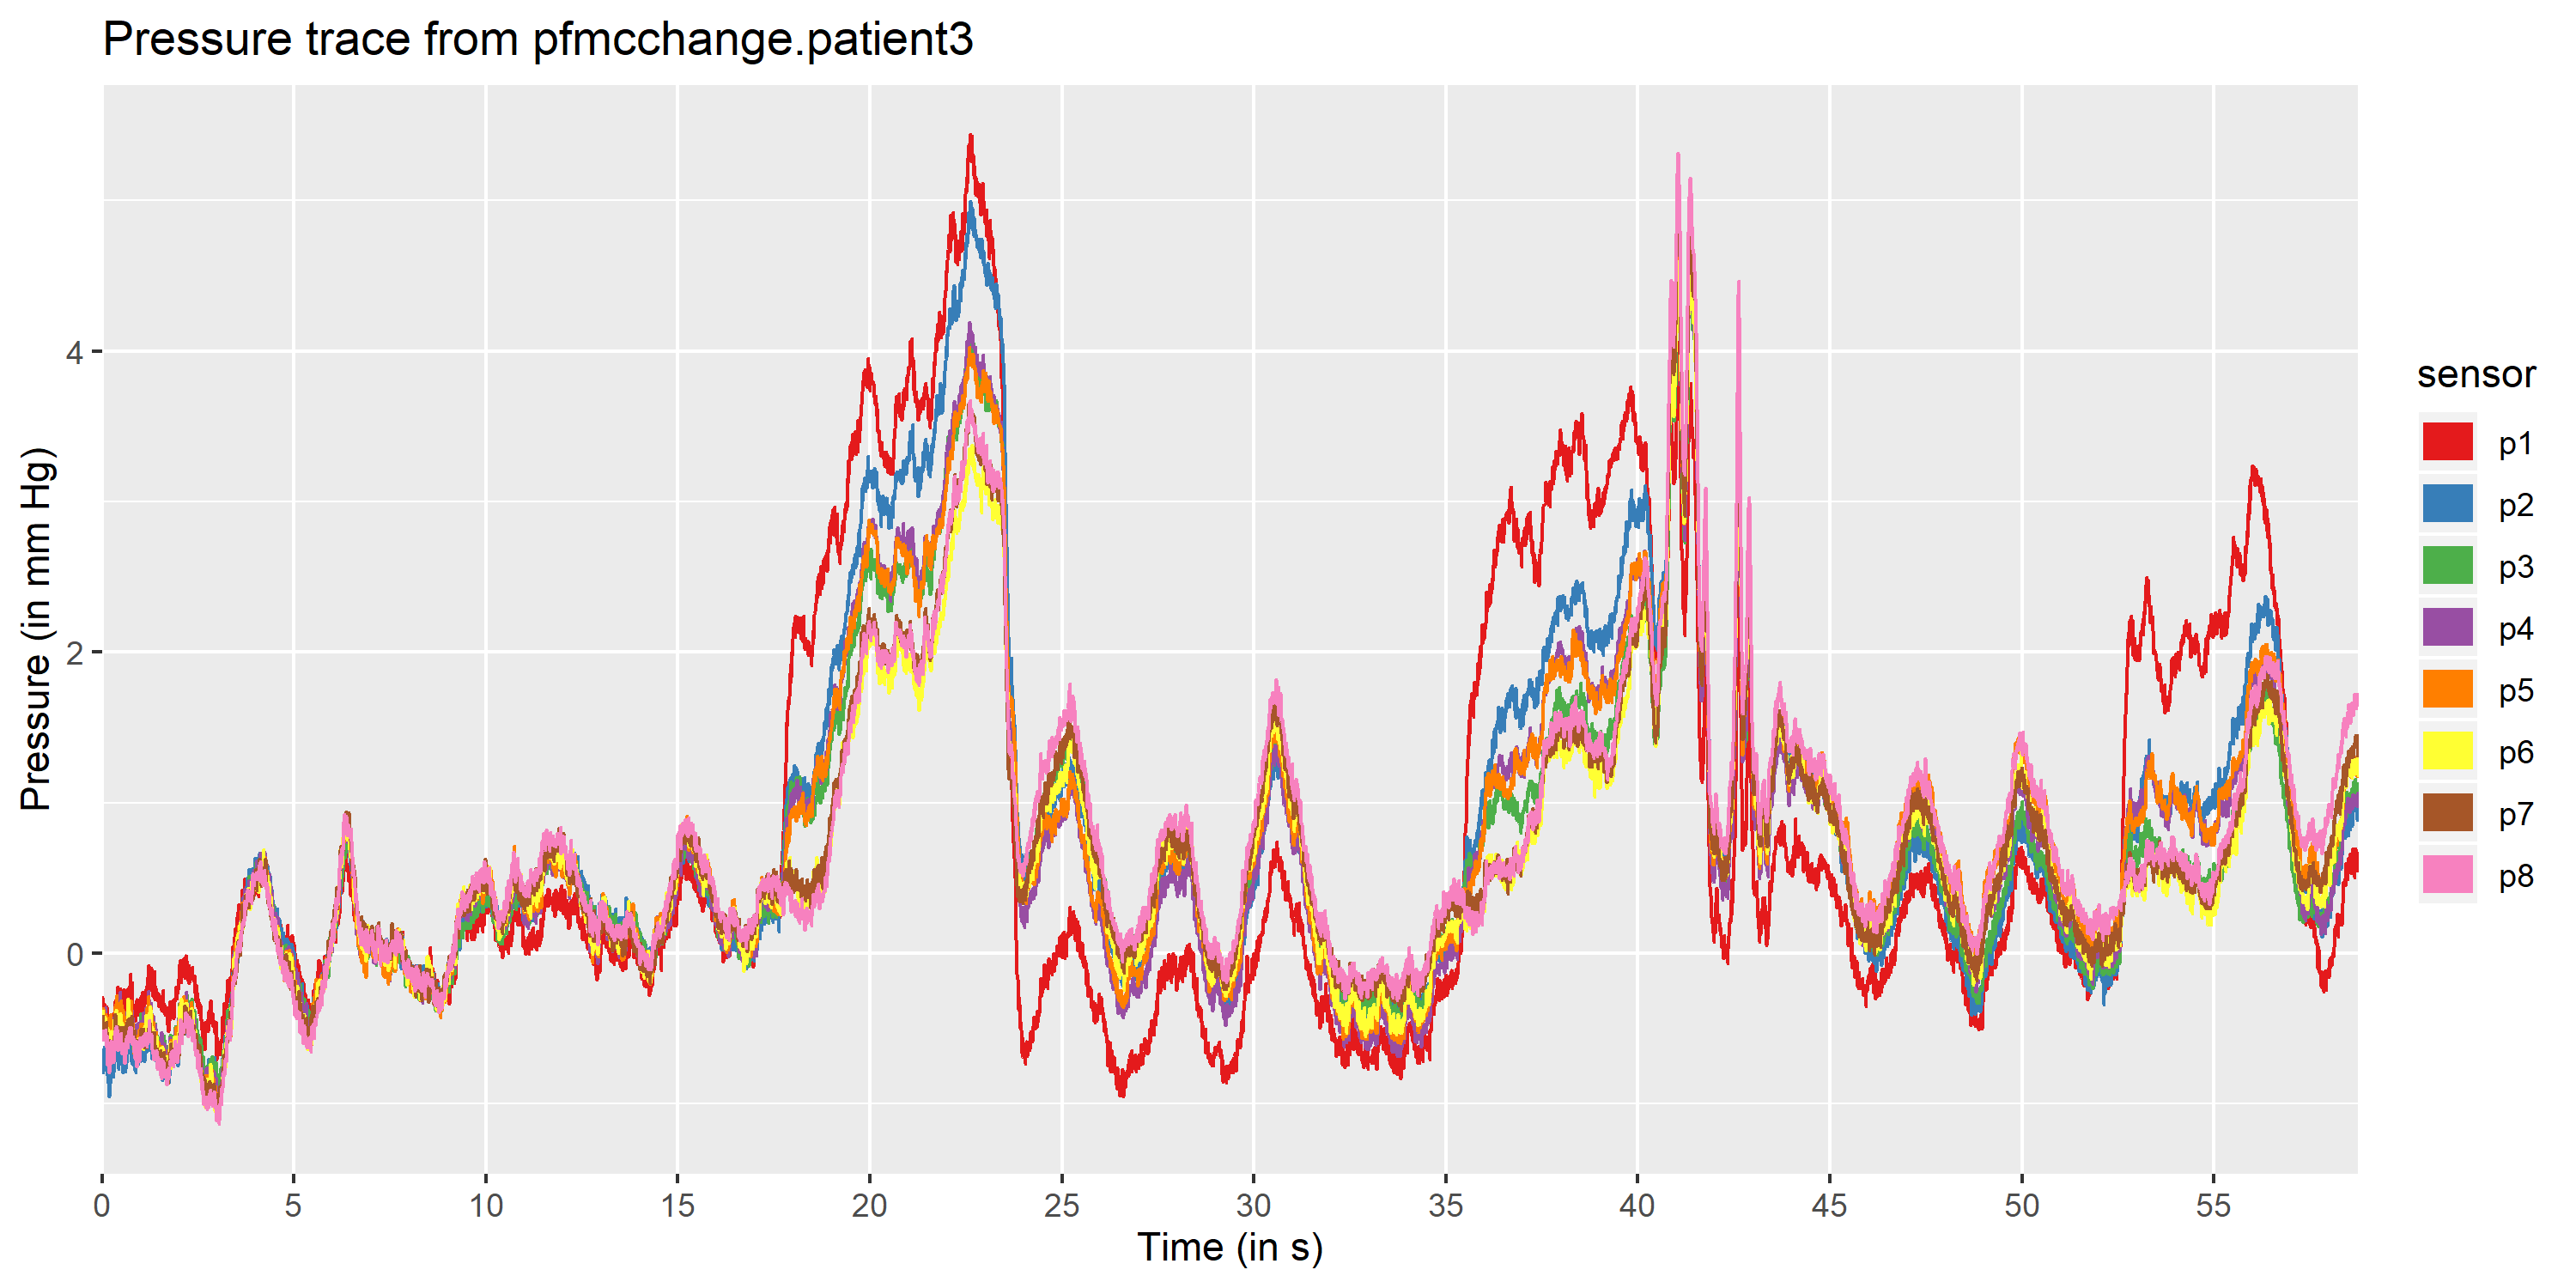 Pressure trace from pfmcchange.patient3
Pressure (in mm Hg)
4
2
0
0 5 10 15 20 25 30 35 40 45 50 55
Time (in s)
sensor
p1
p2
p3
p4
p5
p6
p7
p8